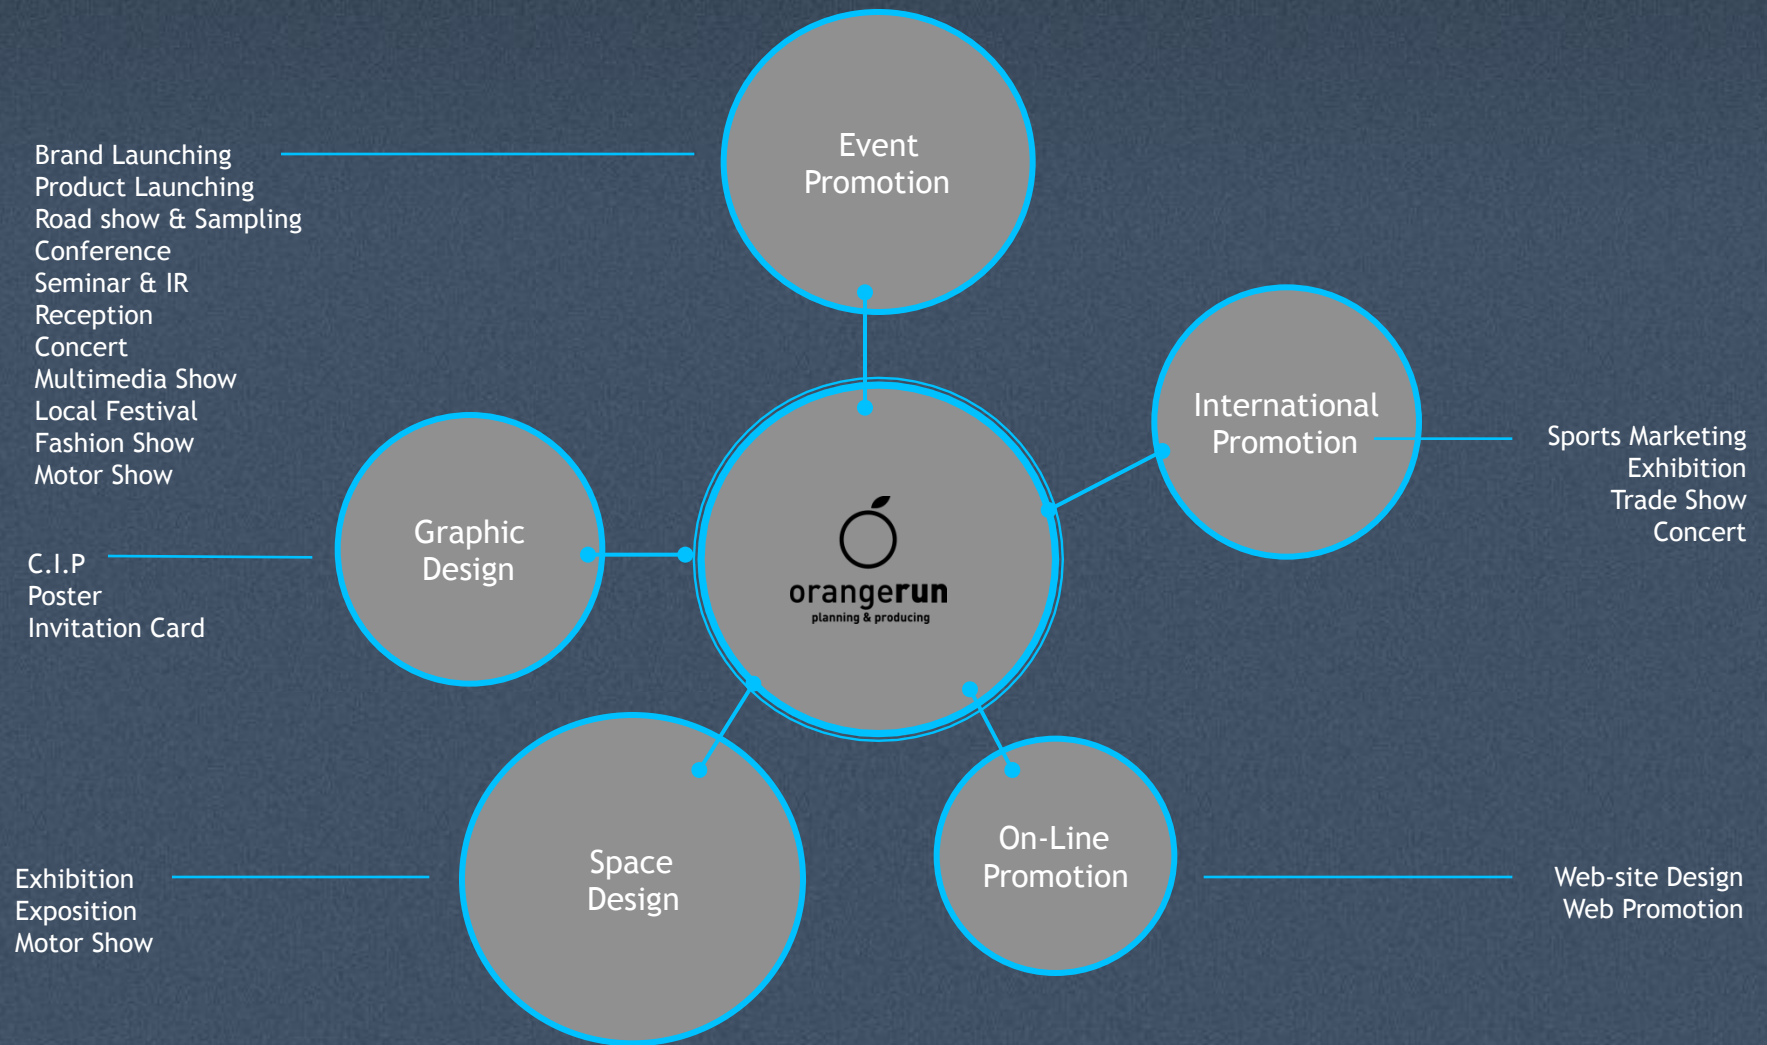 Event
Promotion
Brand Launching
Product Launching
Road show & Sampling
Conference
Seminar & IR
Reception
Concert
Multimedia Show
Local Festival
Fashion Show
Motor Show
International
Promotion
Sports Marketing
Exhibition
Trade Show
Concert
Graphic
Design
C.I.P
Poster
Invitation Card
orangerun
planning & producing
Space
Design
Exhibition
Exposition
Motor Show
On-Line
Promotion
Web-site Design
Web Promotion